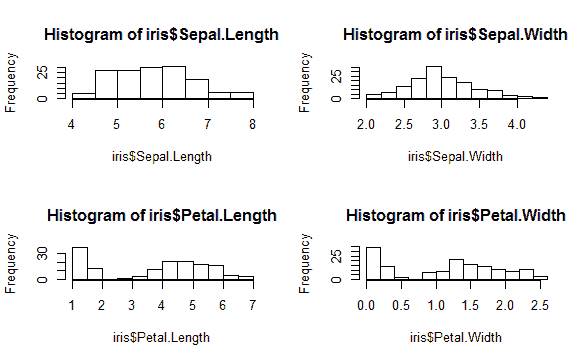 Histogram of iris$Sepal.Length
Frequency
0 25
4 5 6 7 8
iris$Sepal.Length
Histogram of iris$Sepal.Width
Frequency
0 25
2.0 2.5 3.0 3.5 4.0
iris$Sepal.Width
Histogram of iris$Petal.Length
Frequency
0 30
1 2 3 4 5 6 7
iris$Petal.Length
Histogram of iris$Petal.Width
Frequency
0 25
0.0 0.5 1.0 1.5 2.0 2.5
iris$Petal.Width